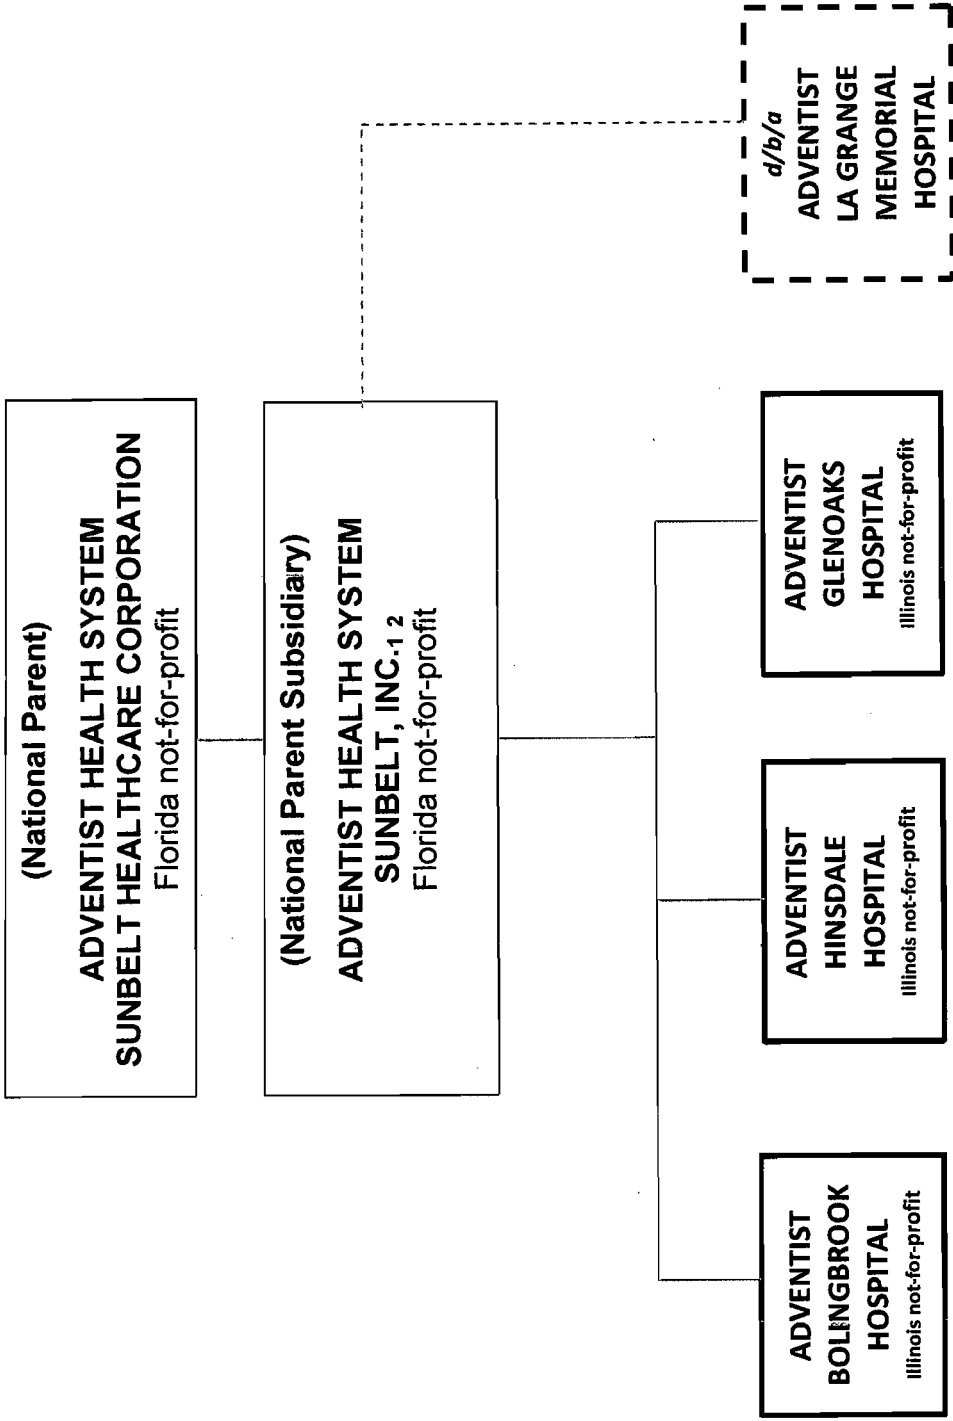 (National Parent)
ADVENTIST HEALTH SYSTEM
SUNBELT HEALTHCARE CORPORATION
Florida not-for-profit
(National Parent Subsidiary)
ADVENTIST HEALTH SYSTEM
SUNBELT, INC.1 2
Florida not-for-profit
ADVENTIST
BOLINGBROOK
HOSPITAL
Illinois not-for-profit
ADVENTIST
HINSDALE
HOSPITAL
Illinois not-for-profit
ADVENTIST
GLENOAKS
HOSPITAL
Illinois not-for-profit
d/b/a
ADVENTIST
LA GRANGE
MEMORIAL
HOSPITAL